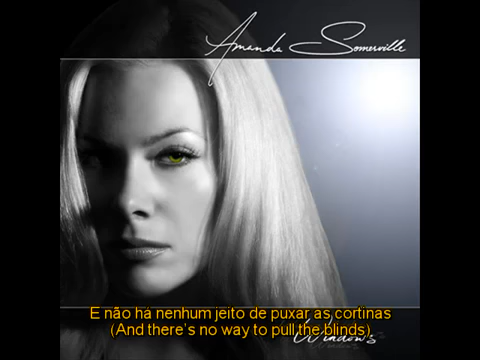 Amanda Somerville
E não há nenhum jeito de puxar as cortinas
(And there's no way to pull the blinds)
Windows